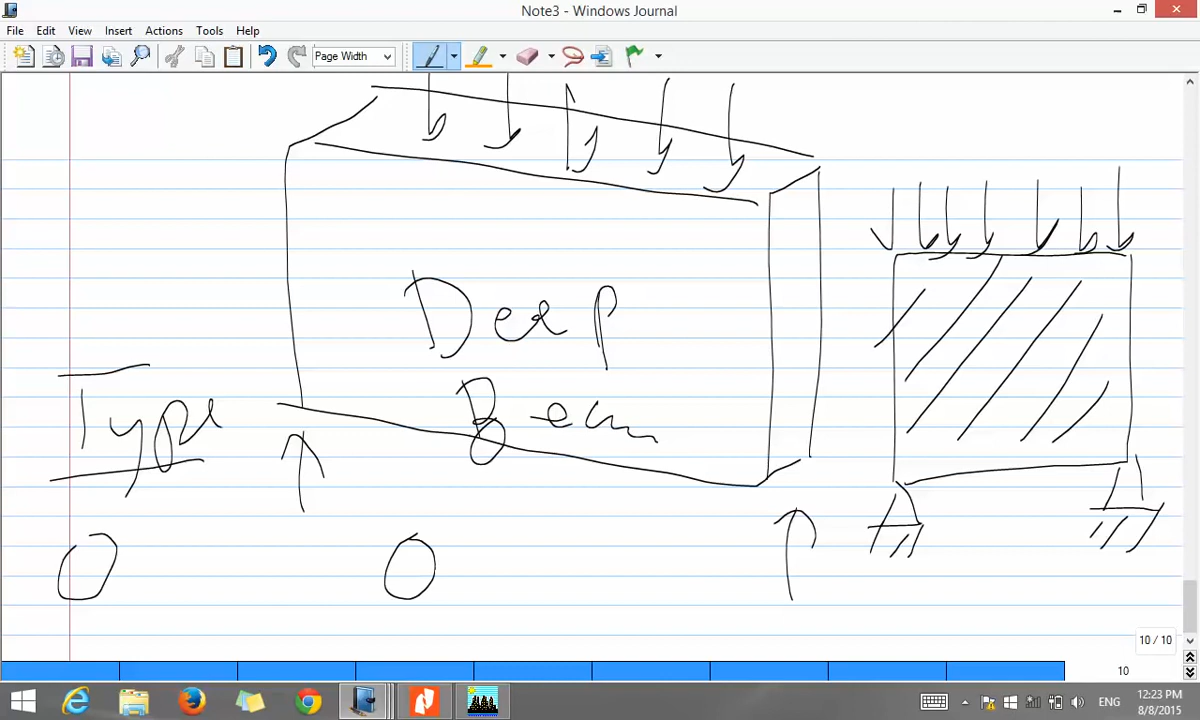 Note3 - Windows Journal
File Edit View Insert Actions Tools Help
Page Width
Deep
Beam
Type
10 / 10
10
ENG
12:23 PM
8/8/2015